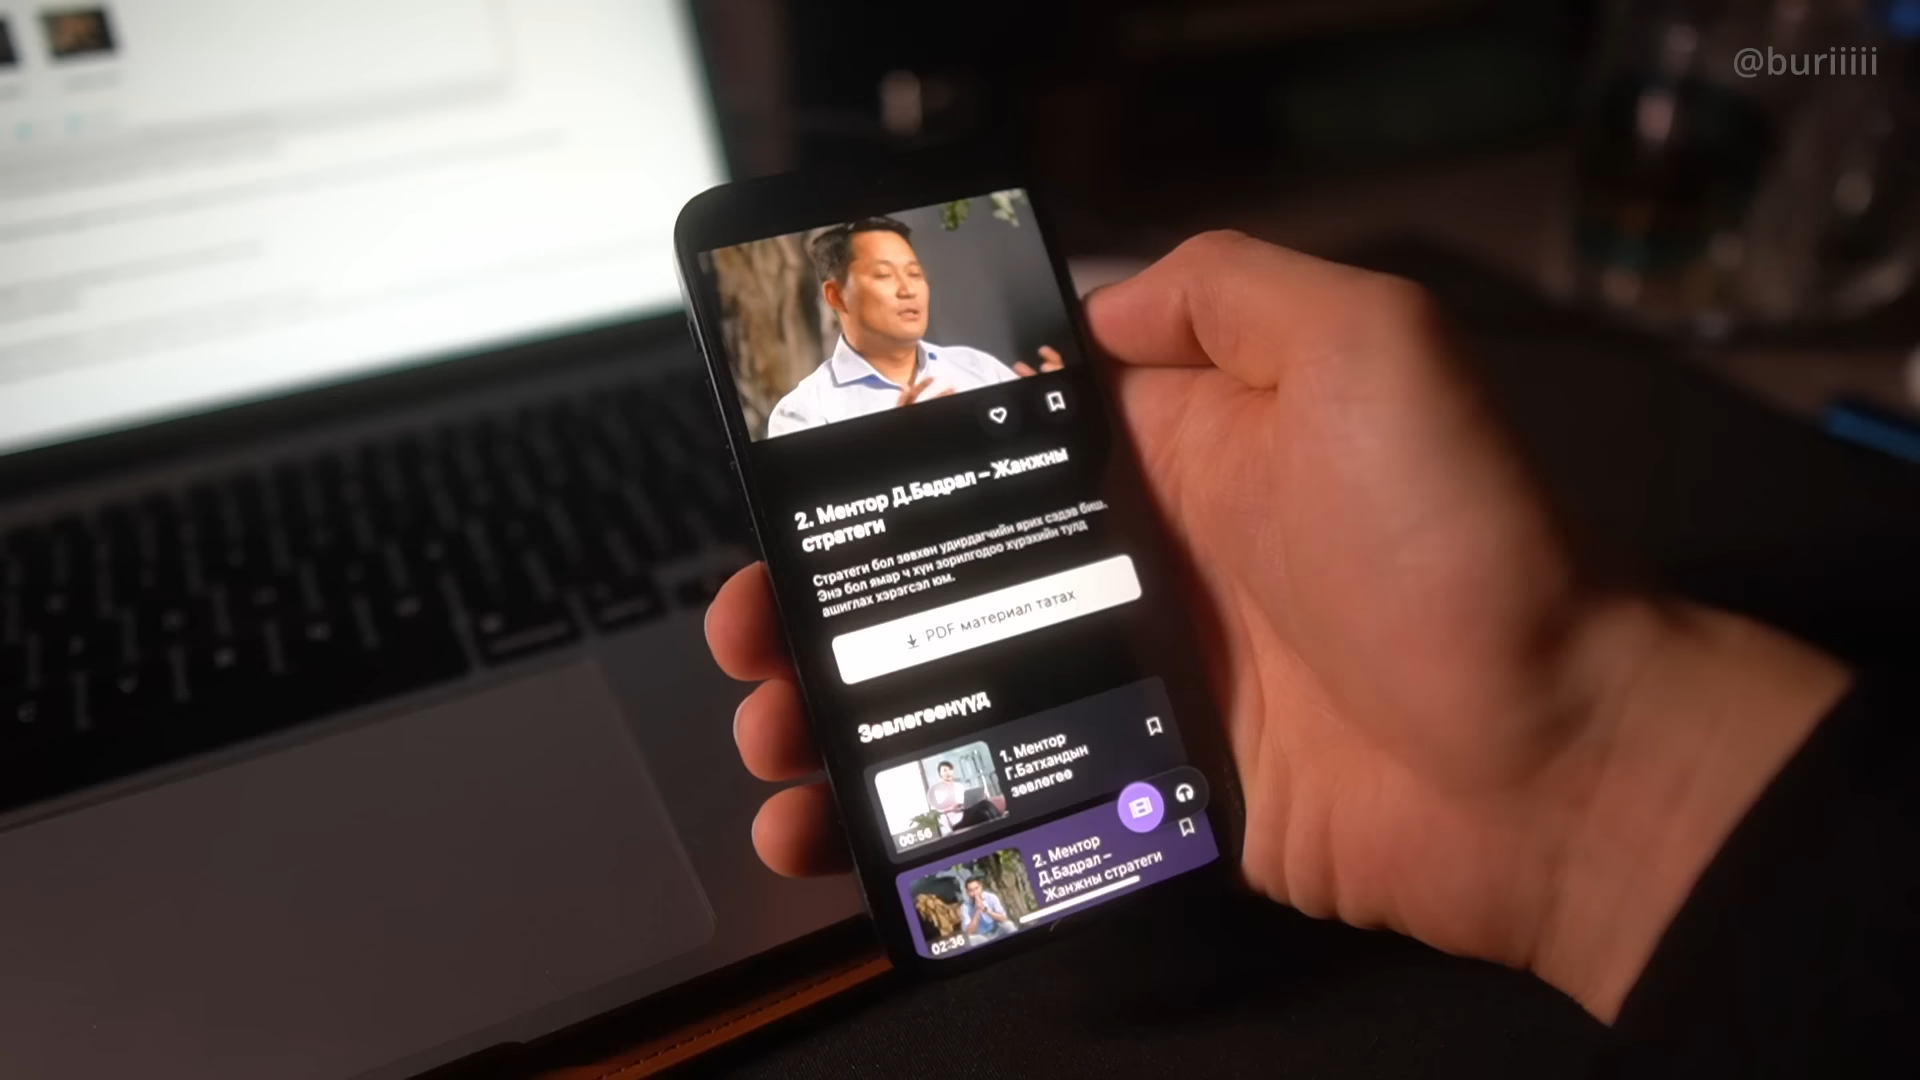 @buriiiii
2. Ментор Д.Бадрал – Жанжны
стратеги
Стратеги бол зөвхөн удирдагчийн ярих сэдэв биш.
Энэ бол ямар ч хүн зорилгодоо хүрэхийн тулд
ашиглах хэрэгсэл юм.
PDF материал татах
Зөвлөгөөнүүд
1. Ментор
Г.Батхандын
зөвлөгөө
00:56
2. Ментор
Д.Бадрал –
Жанжны стратеги
02:36